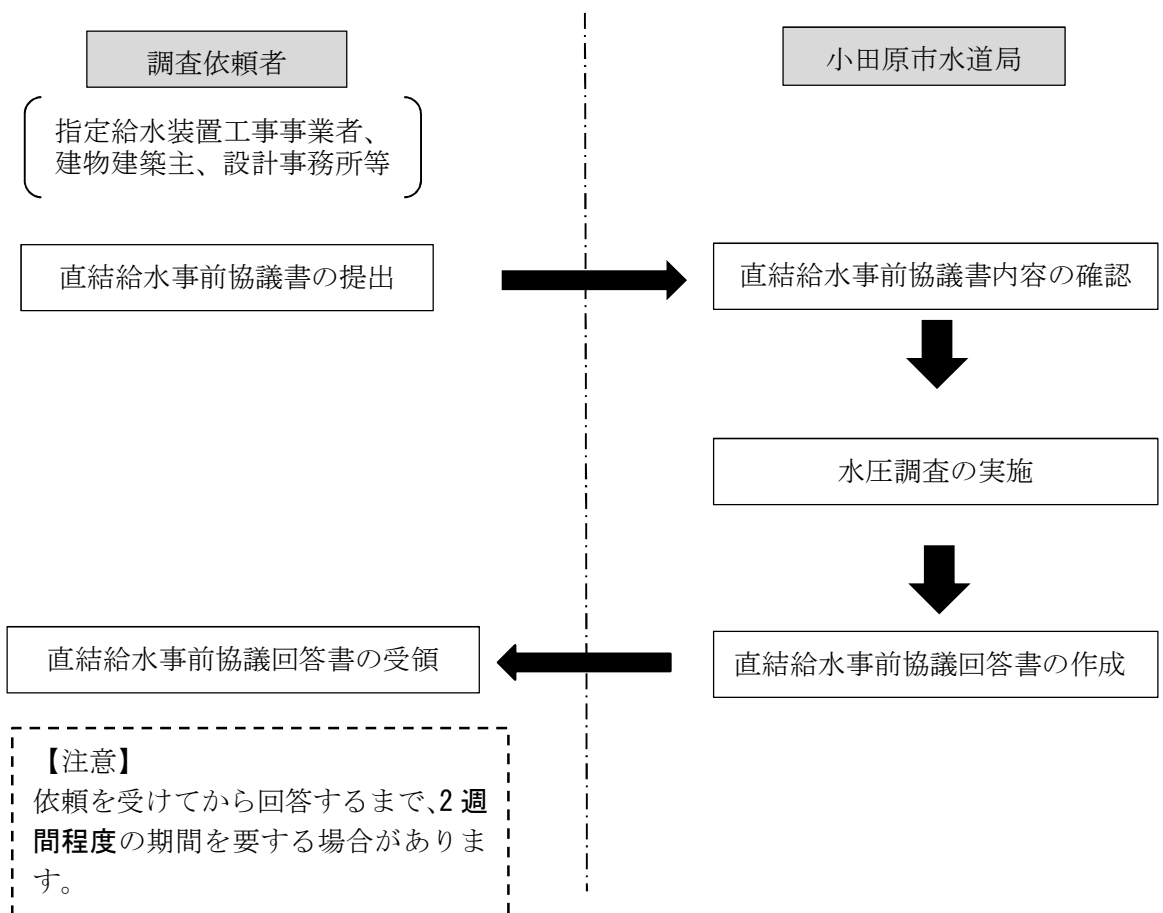 調査依頼者
小田原市水道局
指定給水装置工事事業者、
建物建築主、設計事務所等
直結給水事前協議書の提出
直結給水事前協議書内容の確認
水圧調査の実施
直結給水事前協議回答書の受領
直結給水事前協議回答書の作成
【注意】
依頼を受けてから回答するまで、2 週
間程度の期間を要する場合がありま
す。